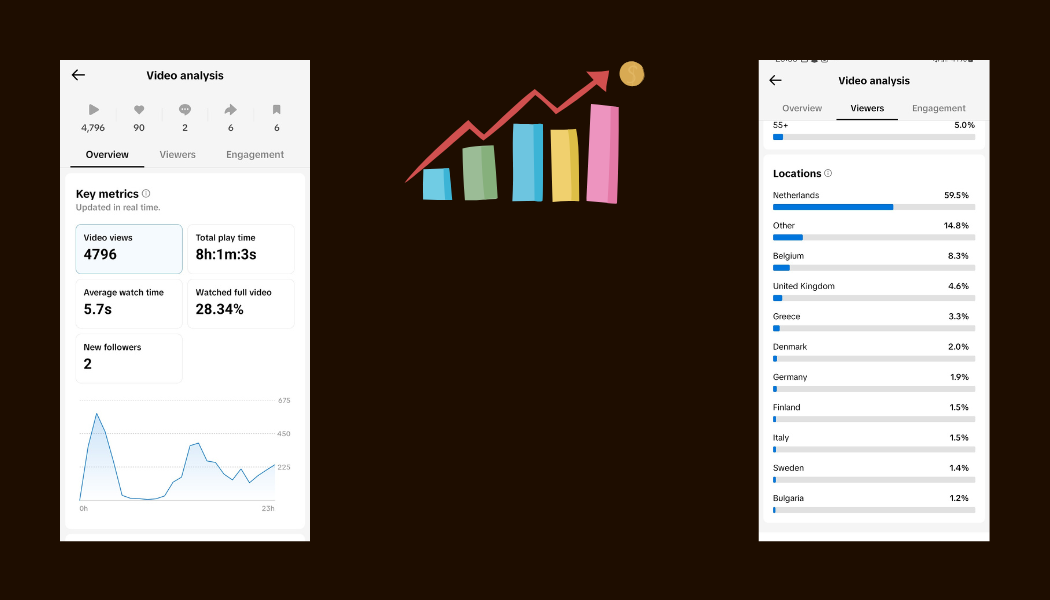 Video analysis
4,796 90 2 6 6
Overview Viewers Engagement
Key metrics
Updated in real time.
Video views Total play time
4796 8h:1m:3s
Average watch time Watched full video
5.7s 28.34%
New followers
2
675
450
225
0h 23h
Video analysis
Overview Viewers Engagement
55+ 5.0%
Locations
Netherlands 59.5%
Other 14.8%
Belgium 8.3%
United Kingdom 4.6%
Greece 3.3%
Denmark 2.0%
Germany 1.9%
Finland 1.5%
Italy 1.5%
Sweden 1.4%
Bulgaria 1.2%